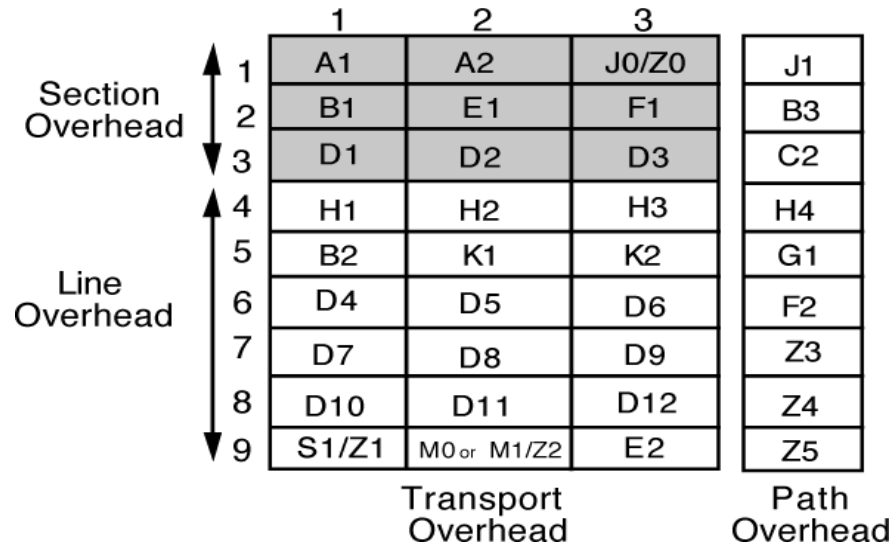 1 2 3
1 A1 A2 J0/Z0 J1
Section
Overhead
2 B1 E1 F1 B3
3 D1 D2 D3 C2
4 H1 H2 H3 H4
5 B2 K1 K2 G1
Line
Overhead
6 D4 D5 D6 F2
7 D7 D8 D9 Z3
8 D10 D11 D12 Z4
9 S1/Z1 M0 or M1/Z2 E2 Z5
Transport
Overhead
Path
Overhead